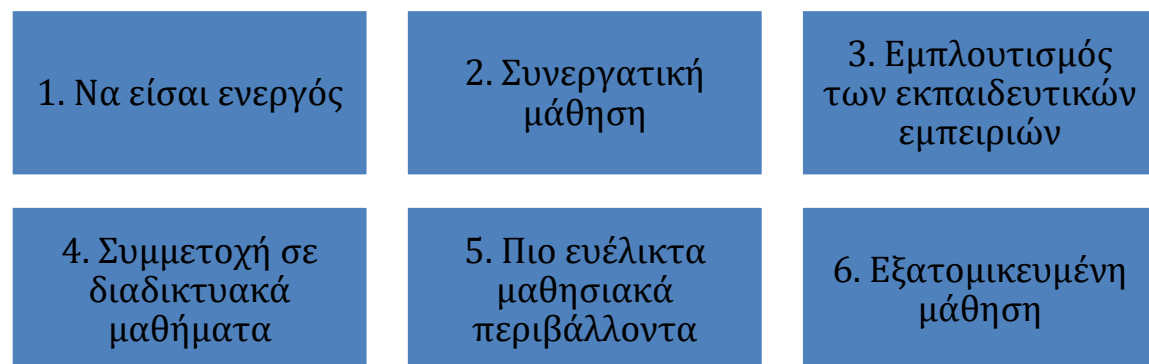 1. Να είσαι ενεργός
2. Συνεργατική
μάθηση
3. Εμπλουτισμός
των εκπαιδευτικών
εμπειριών
4. Συμμετοχή σε
διαδικτυακά
μαθήματα
5. Πιο ευέλικτα
μαθησιακά
περιβάλλοντα
6. Εξατομικευμένη
μάθηση